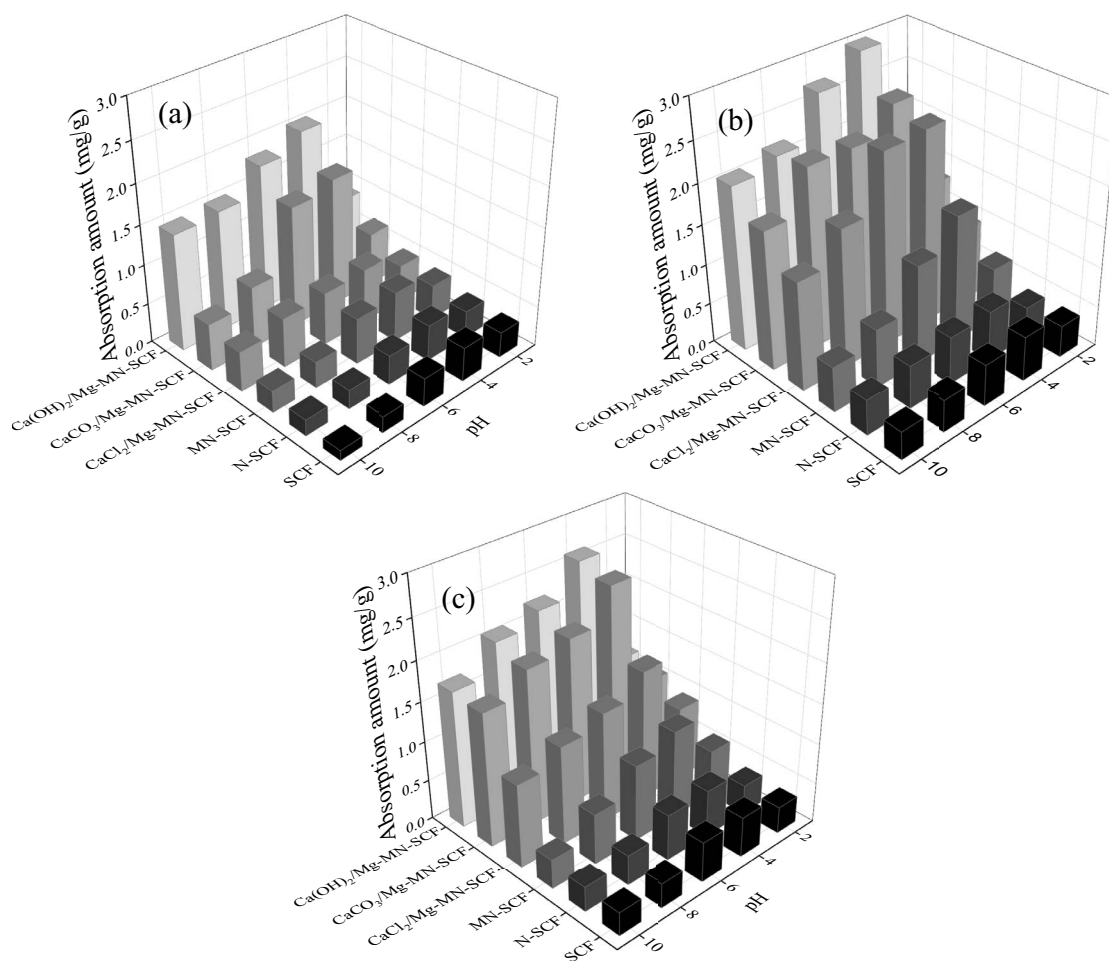 (a)
Absorption amount (mg/g)
3.0
2.5
2.0
1.5
1.0
0.5
0.0
Ca(OH)₂/Mg-MN-SCF
CaCO₃/Mg-MN-SCF
CaCl₂/Mg-MN-SCF
MN-SCF
N-SCF
SCF
10
8
6
4
2
pH
(b)
Absorption amount (mg/g)
3.0
2.5
2.0
1.5
1.0
0.5
0.0
Ca(OH)₂/Mg-MN-SCF
CaCO₃/Mg-MN-SCF
CaCl₂/Mg-MN-SCF
MN-SCF
N-SCF
SCF
10
8
6
4
2
pH
(c)
Absorption amount (mg/g)
3.0
2.5
2.0
1.5
1.0
0.5
0.0
Ca(OH)₂/Mg-MN-SCF
CaCO₃/Mg-MN-SCF
CaCl₂/Mg-MN-SCF
MN-SCF
N-SCF
SCF
10
8
6
4
2
pH